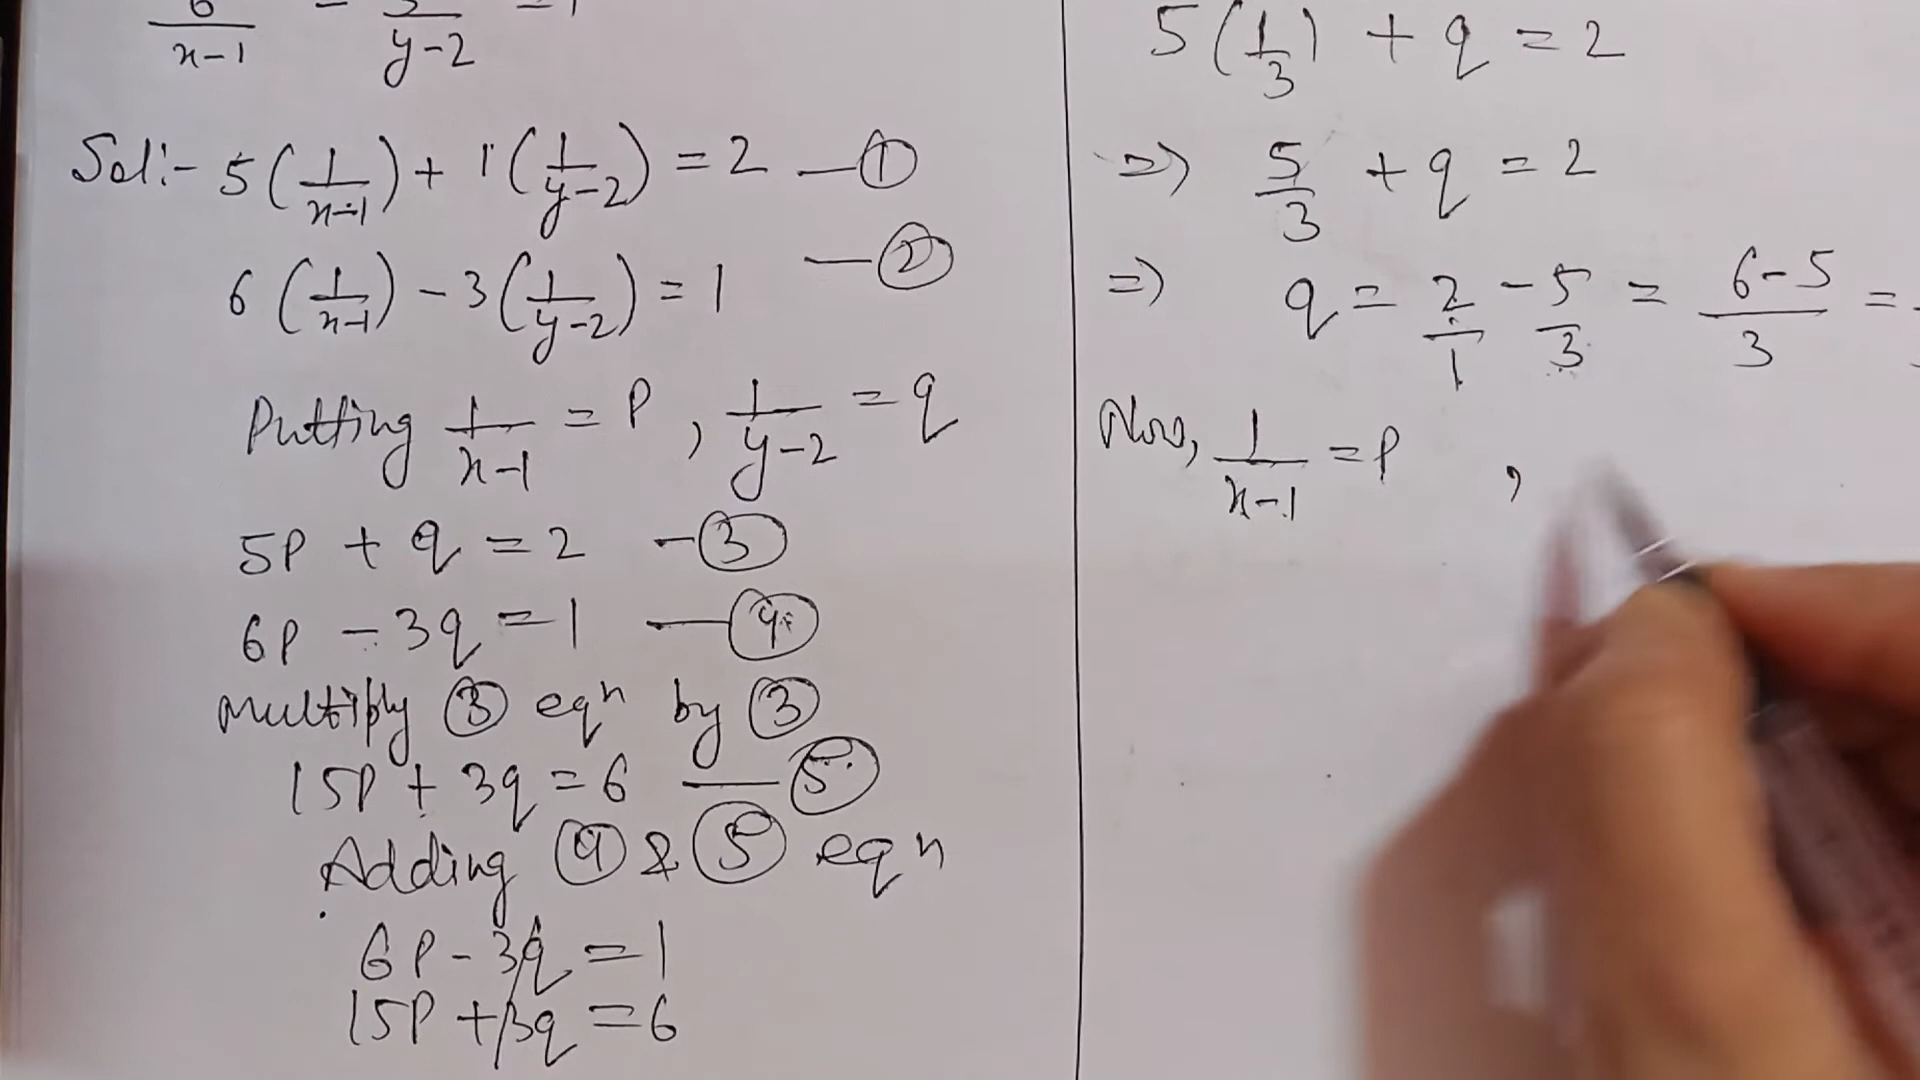 6/(x-1) - 3/(y-2) = 1
Sol:- 5(1/(x-1)) + 1(1/(y-2)) = 2 —①
6(1/(x-1)) - 3(1/(y-2)) = 1 —②
Putting 1/(x-1) = P, 1/(y-2) = q
5P + q = 2 -③
6P - 3q = 1 —④
Multiply ③ eqn by ③
15P + 3q = 6 —⑤
Adding ④ & ⑤ eqn
6P - 3q = 1
15P + 3q = 6
5(1/3) + q = 2
=) 5/3 + q = 2
=) q = 2/1 - 5/3 = (6-5)/3 =
Now, 1/(x-1) = P ,